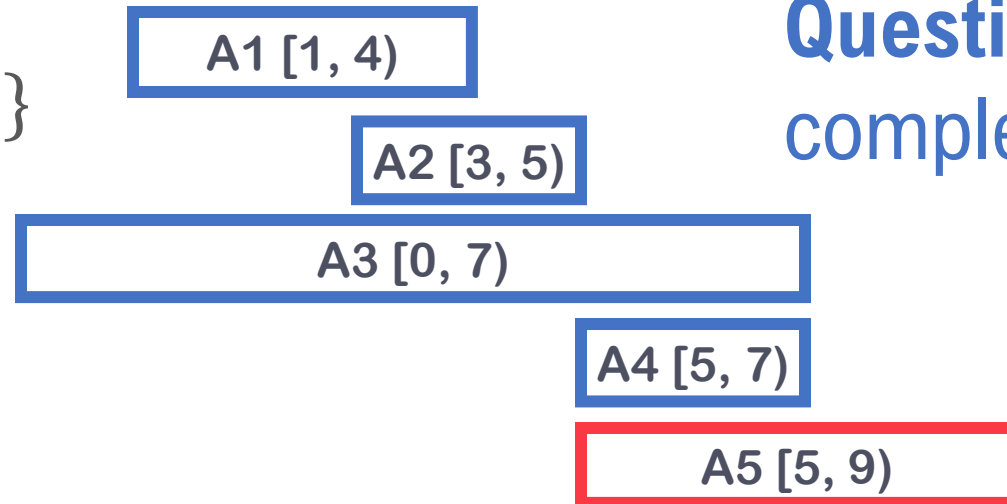 }
A1 [1, 4)
A2 [3, 5)
A3 [0, 7)
A4 [5, 7)
A5 [5, 9)
Questi
comple